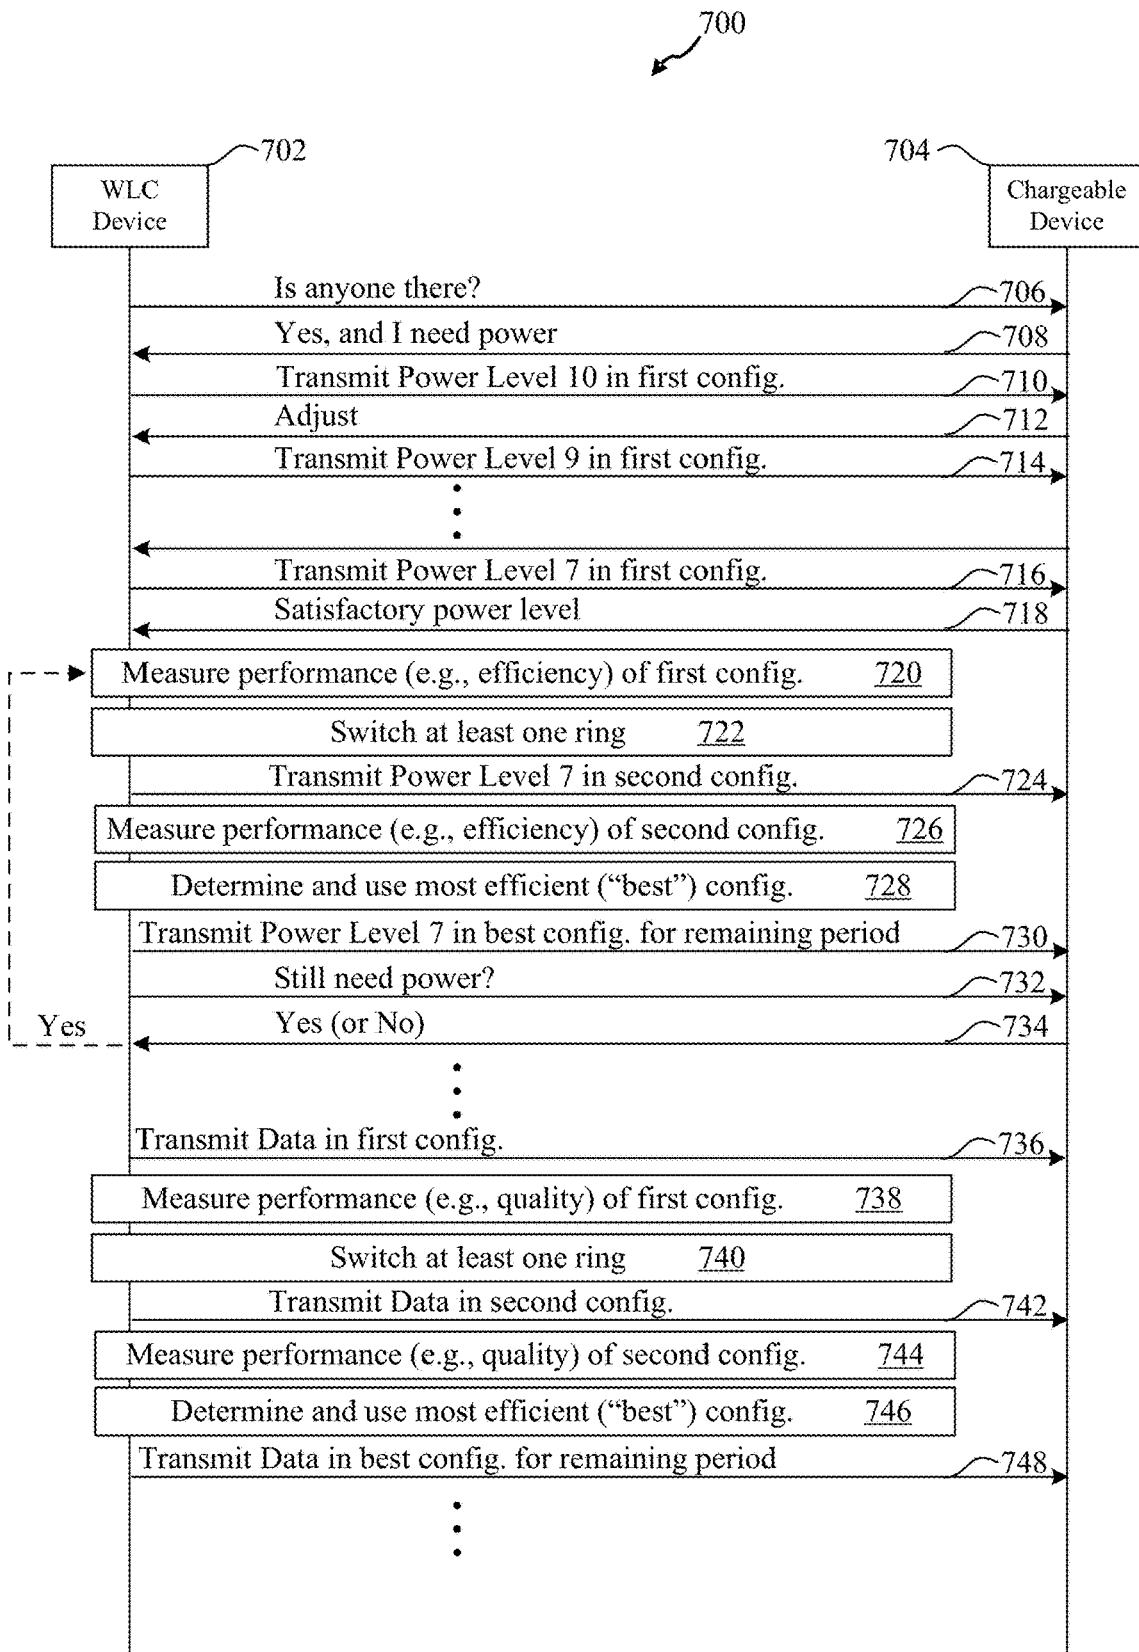 700
702
704
WLC
Device
Chargeable
Device
Is anyone there?
706
Yes, and I need power
708
Transmit Power Level 10 in first config.
710
Adjust
712
Transmit Power Level 9 in first config.
714
Transmit Power Level 7 in first config.
716
Satisfactory power level
718
Measure performance (e.g., efficiency) of first config. 720
Switch at least one ring 722
Transmit Power Level 7 in second config.
724
Measure performance (e.g., efficiency) of second config. 726
Determine and use most efficient (“best”) config. 728
Transmit Power Level 7 in best config. for remaining period
730
Still need power?
732
Yes
Yes (or No)
734
Transmit Data in first config.
736
Measure performance (e.g., quality) of first config. 738
Switch at least one ring 740
Transmit Data in second config.
742
Measure performance (e.g., quality) of second config. 744
Determine and use most efficient (“best”) config. 746
Transmit Data in best config. for remaining period
748